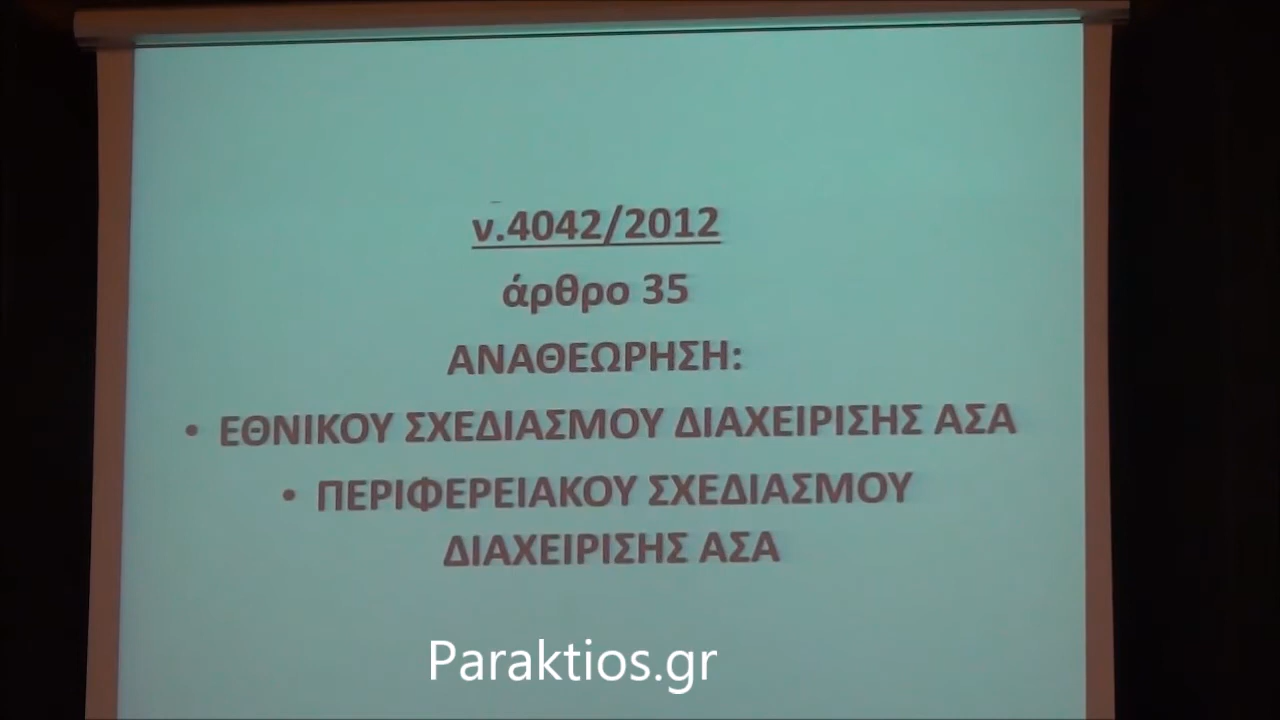 ν.4042/2012
άρθρο 35
ΑΝΑΘΕΩΡΗΣΗ:
• ΕΘΝΙΚΟΥ ΣΧΕΔΙΑΣΜΟΥ ΔΙΑΧΕΙΡΙΣΗΣ ΑΣΑ
• ΠΕΡΙΦΕΡΕΙΑΚΟΥ ΣΧΕΔΙΑΣΜΟΥ
ΔΙΑΧΕΙΡΙΣΗΣ ΑΣΑ
Paraktios.gr